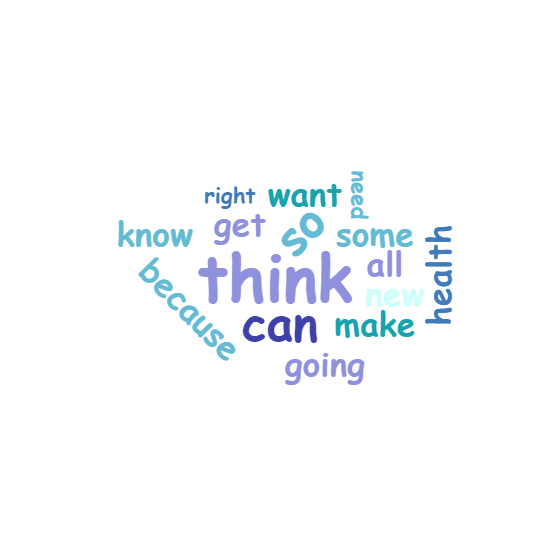 need
right
want
get
so
know
some
health
think
all
because
new
can
make
going